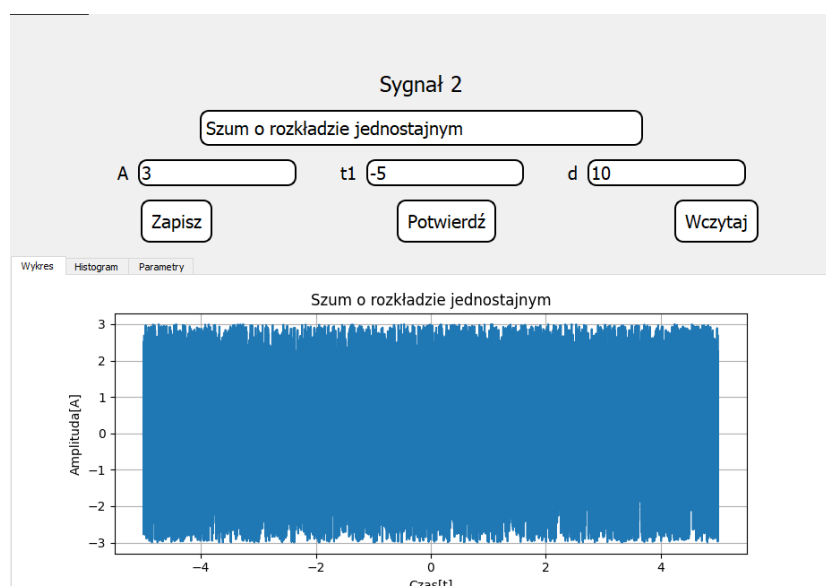 Sygnał 2
Szum o rozkładzie jednostajnym
A 3 t1 -5 d 10
Zapisz Potwierdź Wczytaj
Wykres Histogram Parametry
Szum o rozkładzie jednostajnym
3
2
1
0
−1
−2
−3
Amplituda[A]
−4 −2 0 2 4
Czas[t]